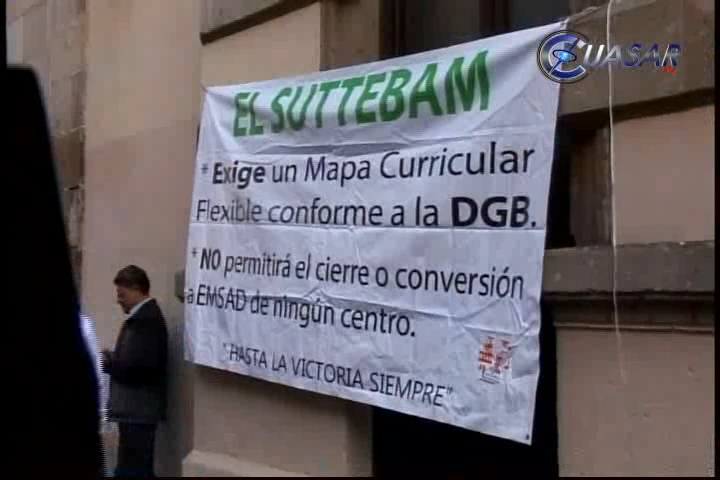 CUASAR
EL SUTTEBAM
* Exige un Mapa Curricular
Flexible conforme a la DGB.
* NO permitirá el cierre o conversión
a EMSAD de ningún centro.
"HASTA LA VICTORIA SIEMPRE"